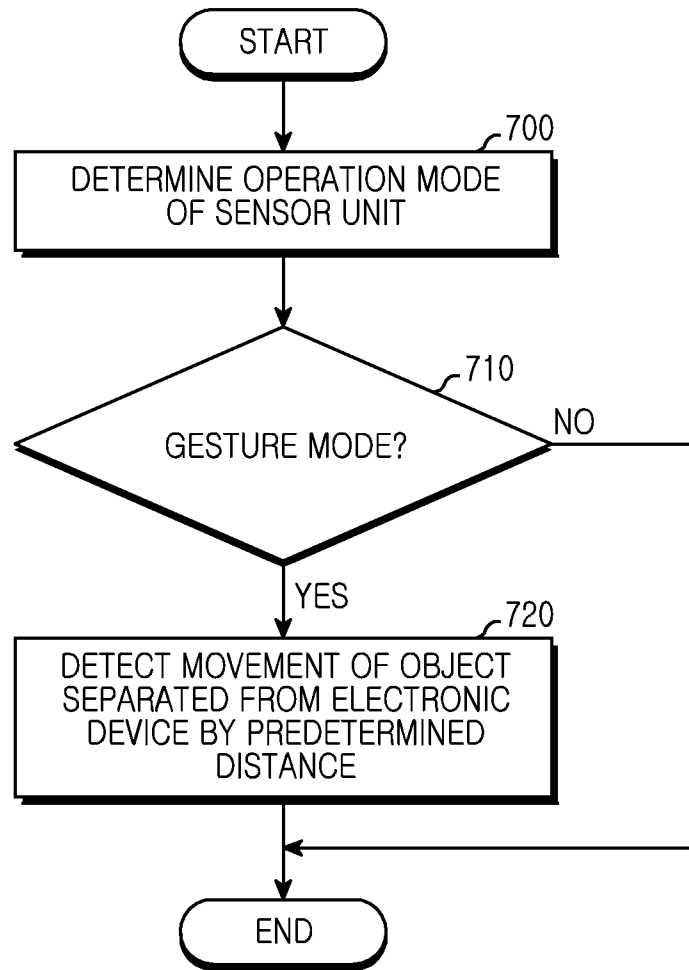 START
700
DETERMINE OPERATION MODE
OF SENSOR UNIT
710
GESTURE MODE?
NO
YES
720
DETECT MOVEMENT OF OBJECT
SEPARATED FROM ELECTRONIC
DEVICE BY PREDETERMINED
DISTANCE
END